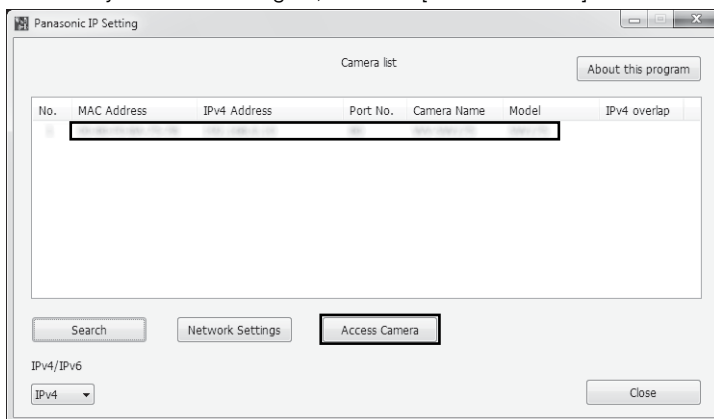 Panasonic IP Setting
Camera list
About this program
No. MAC Address IPv4 Address Port No. Camera Name Model IPv4 overlap
Search Network Settings Access Camera
IPv4/IPv6
IPv4
Close